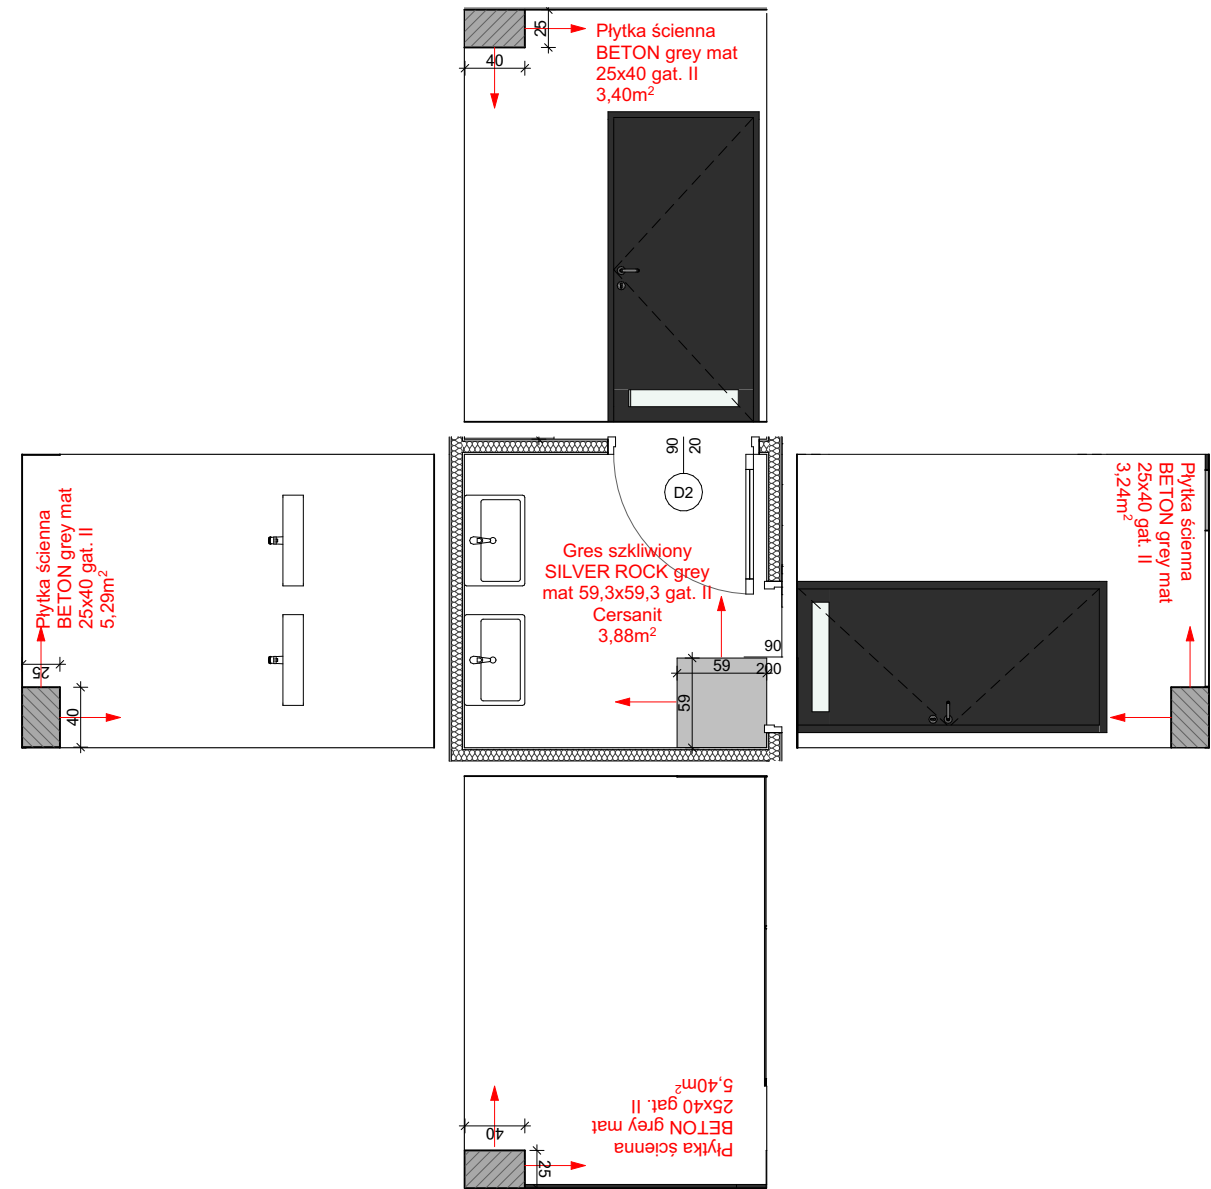 25
40
Płytka ścienna
BETON grey mat
25x40 gat. II
3,40m²
Płytka ścienna
BETON grey mat
25x40 gat. II
5,29m²
25
40
90
20
D2
Gres szkliwiony
SILVER ROCK grey
mat 59,3x59,3 gat. II
Cersanit
3,88m²
90
200
59
59
Płytka ścienna
BETON grey mat
25x40 gat. II
3,24m²
Płytka ścienna
BETON grey mat
25x40 gat. II
5,40m²
40
25